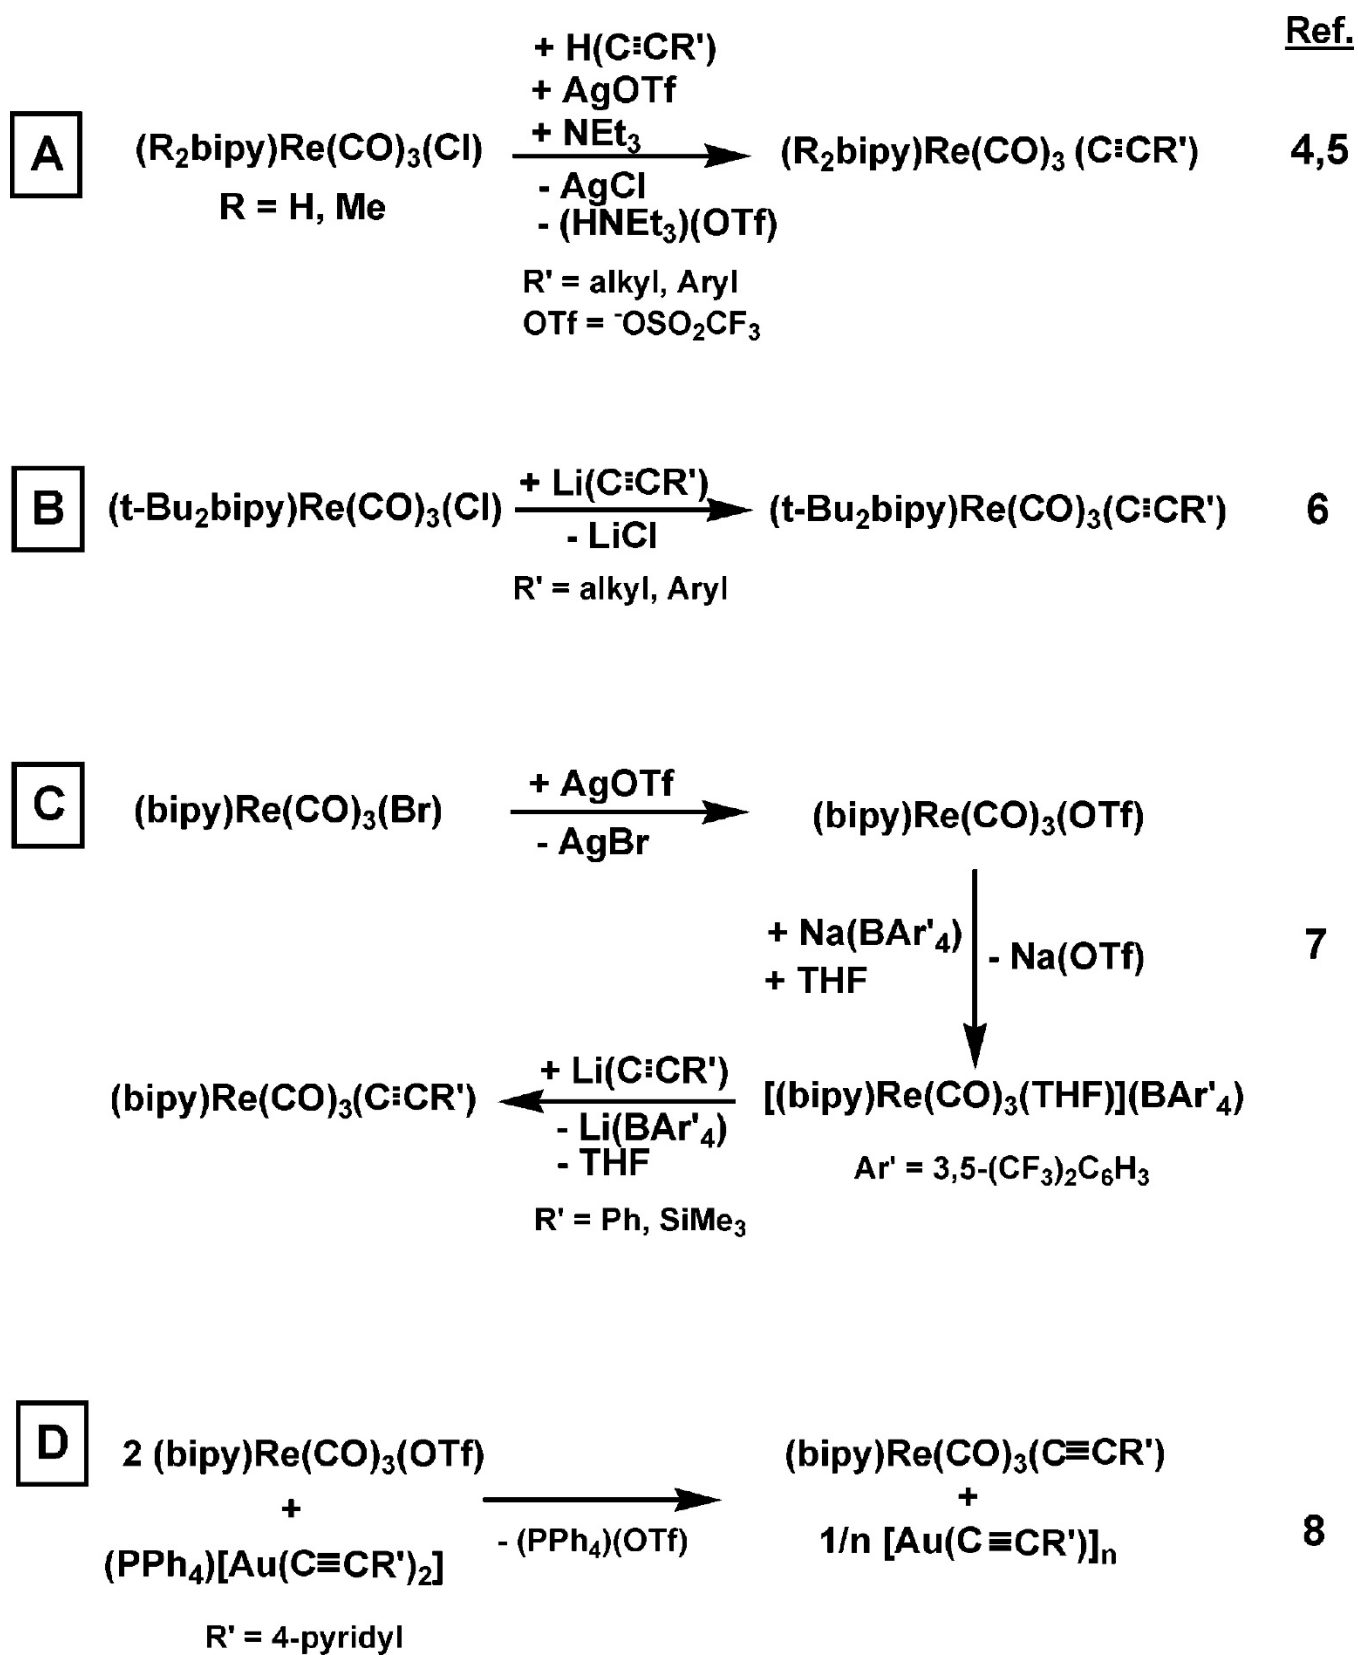 Ref.
A
(R₂bipy)Re(CO)₃(Cl)
R = H, Me
+ H(C≡CR')
+ AgOTf
+ NEt₃
- AgCl
- (HNEt₃)(OTf)
R' = alkyl, Aryl
OTf = ⁻OSO₂CF₃
(R₂bipy)Re(CO)₃ (C≡CR')
4,5
B
(t-Bu₂bipy)Re(CO)₃(Cl)
+ Li(C≡CR')
- LiCl
R' = alkyl, Aryl
(t-Bu₂bipy)Re(CO)₃(C≡CR')
6
C
(bipy)Re(CO)₃(Br)
+ AgOTf
- AgBr
(bipy)Re(CO)₃(OTf)
+ Na(BAr'₄)
+ THF
- Na(OTf)
7
[(bipy)Re(CO)₃(THF)](BAr'₄)
Ar' = 3,5-(CF₃)₂C₆H₃
+ Li(C≡CR')
- Li(BAr'₄)
- THF
R' = Ph, SiMe₃
(bipy)Re(CO)₃(C≡CR')
D
2 (bipy)Re(CO)₃(OTf)
+
(PPh₄)[Au(C≡CR')₂]
R' = 4-pyridyl
- (PPh₄)(OTf)
(bipy)Re(CO)₃(C≡CR')
+
1/n [Au(C≡CR')]ₙ
8